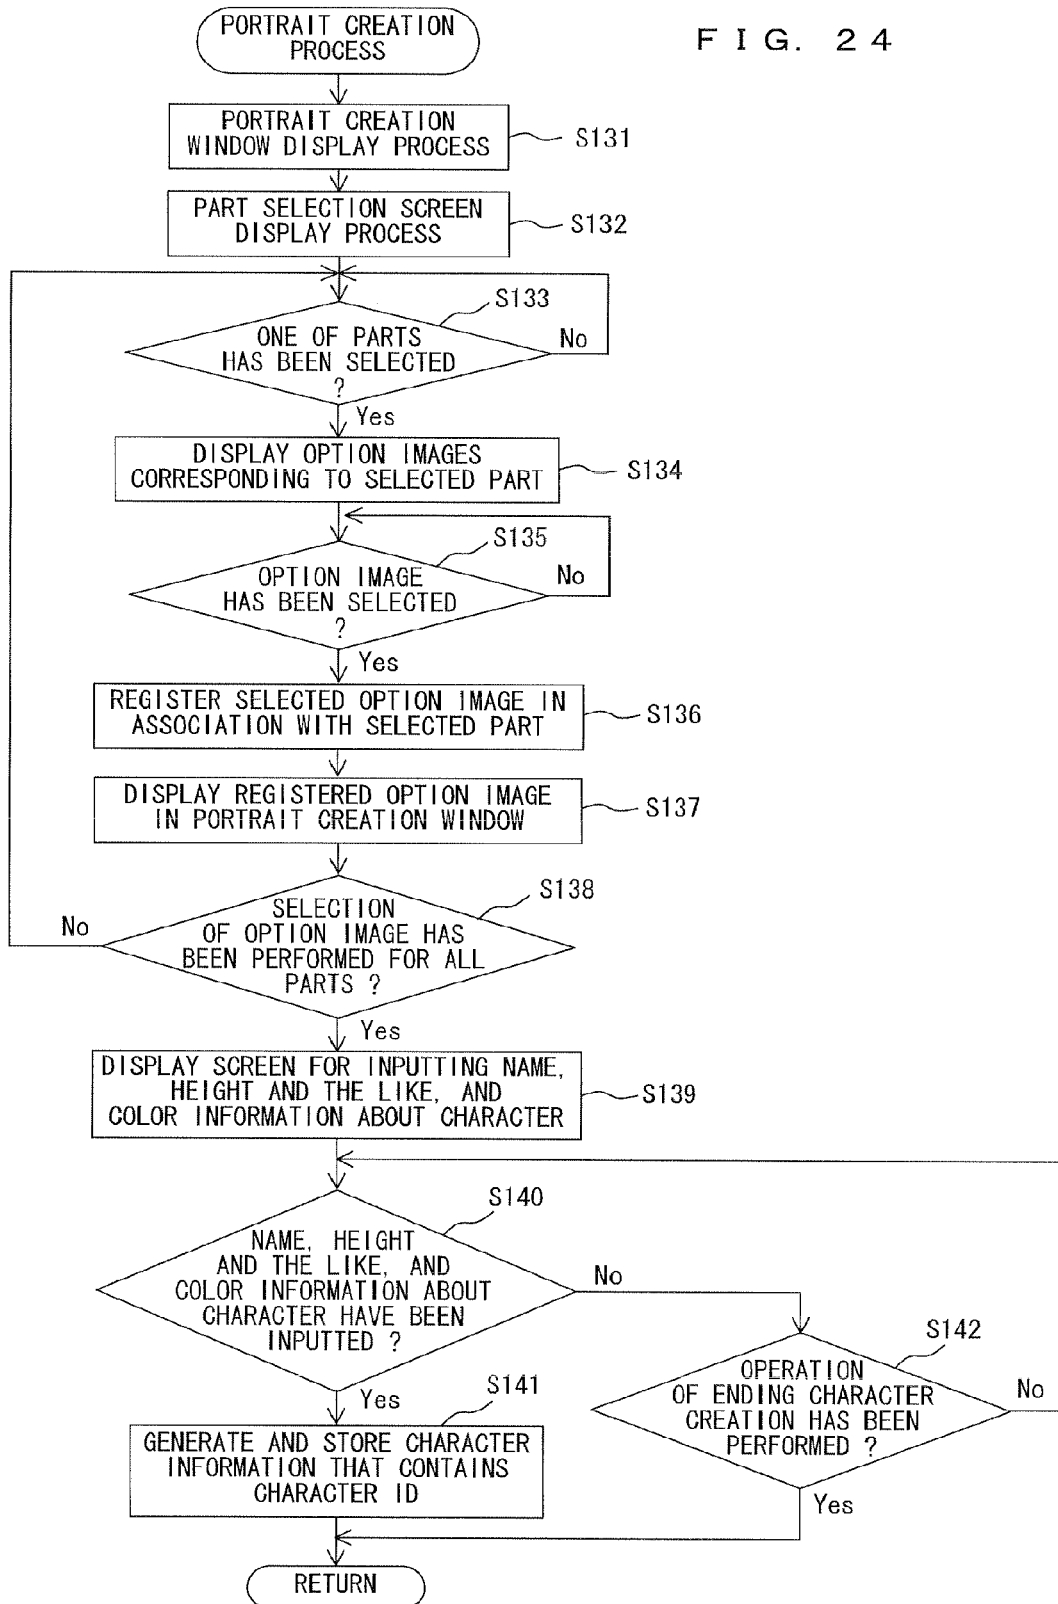 PORTRAIT CREATION
PROCESS
FIG. 24
PORTRAIT CREATION
WINDOW DISPLAY PROCESS
S131
PART SELECTION SCREEN
DISPLAY PROCESS
S132
S133
ONE OF PARTS
HAS BEEN SELECTED
?
No
Yes
DISPLAY OPTION IMAGES
CORRESPONDING TO SELECTED PART
S134
S135
OPTION IMAGE
HAS BEEN SELECTED
?
No
Yes
REGISTER SELECTED OPTION IMAGE IN
ASSOCIATION WITH SELECTED PART
S136
DISPLAY REGISTERED OPTION IMAGE
IN PORTRAIT CREATION WINDOW
S137
S138
SELECTION
OF OPTION IMAGE HAS
BEEN PERFORMED FOR ALL
PARTS ?
No
Yes
DISPLAY SCREEN FOR INPUTTING NAME,
HEIGHT AND THE LIKE, AND
COLOR INFORMATION ABOUT CHARACTER
S139
S140
NAME, HEIGHT
AND THE LIKE, AND
COLOR INFORMATION ABOUT
CHARACTER HAVE BEEN
INPUTTED ?
No
Yes
S142
OPERATION
OF ENDING CHARACTER
CREATION HAS BEEN
PERFORMED ?
No
Yes
S141
GENERATE AND STORE CHARACTER
INFORMATION THAT CONTAINS
CHARACTER ID
RETURN